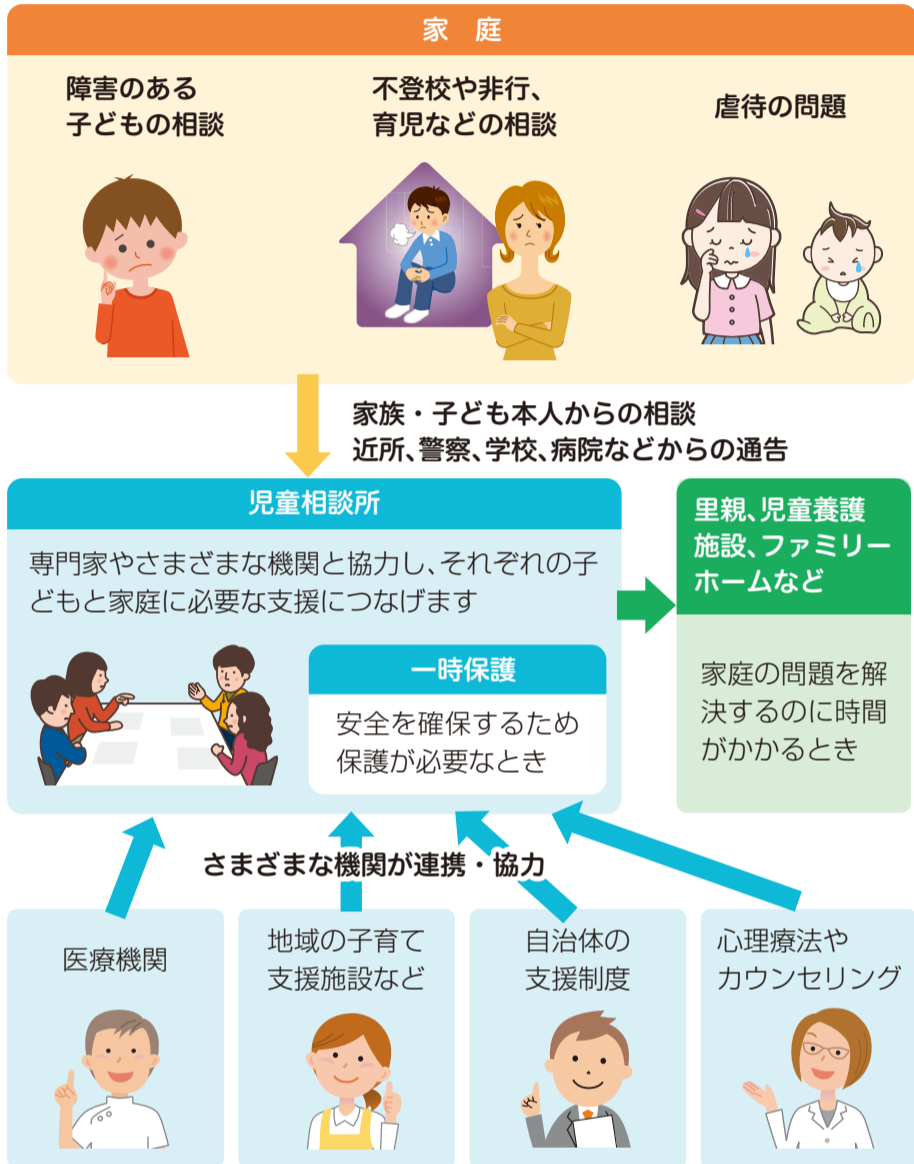 家　庭
障害のある
子どもの相談
不登校や非行、
育児などの相談
虐待の問題
家族・子ども本人からの相談
近所、警察、学校、病院などからの通告
児童相談所
専門家やさまざまな機関と協力し、それぞれの子
どもと家庭に必要な支援につなげます
一時保護
安全を確保するため
保護が必要なとき
里親、児童養護
施設、ファミリー
ホームなど
家庭の問題を解
決するのに時間
がかかるとき
さまざまな機関が連携・協力
医療機関
地域の子育て
支援施設など
自治体の
支援制度
心理療法や
カウンセリング